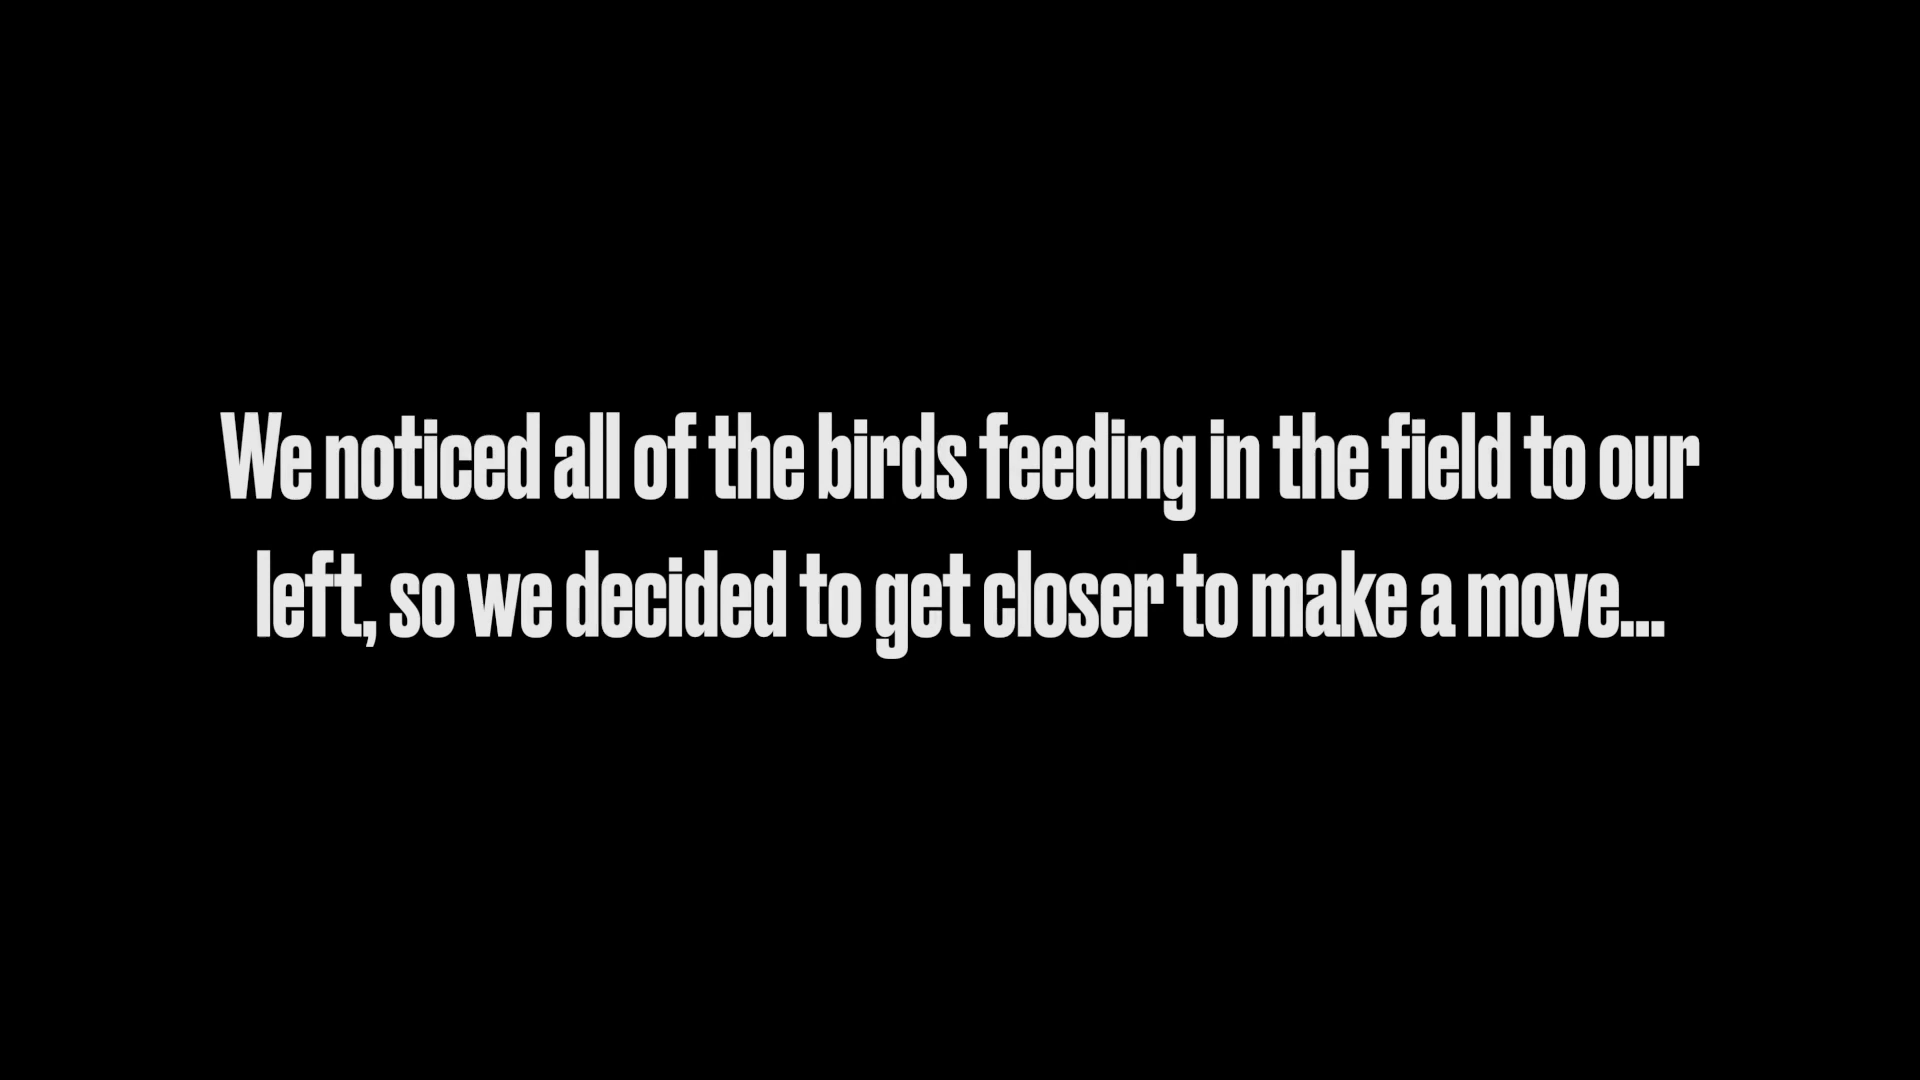 We noticed all of the birds feeding in the field to our
left, so we decided to get closer to make a move...